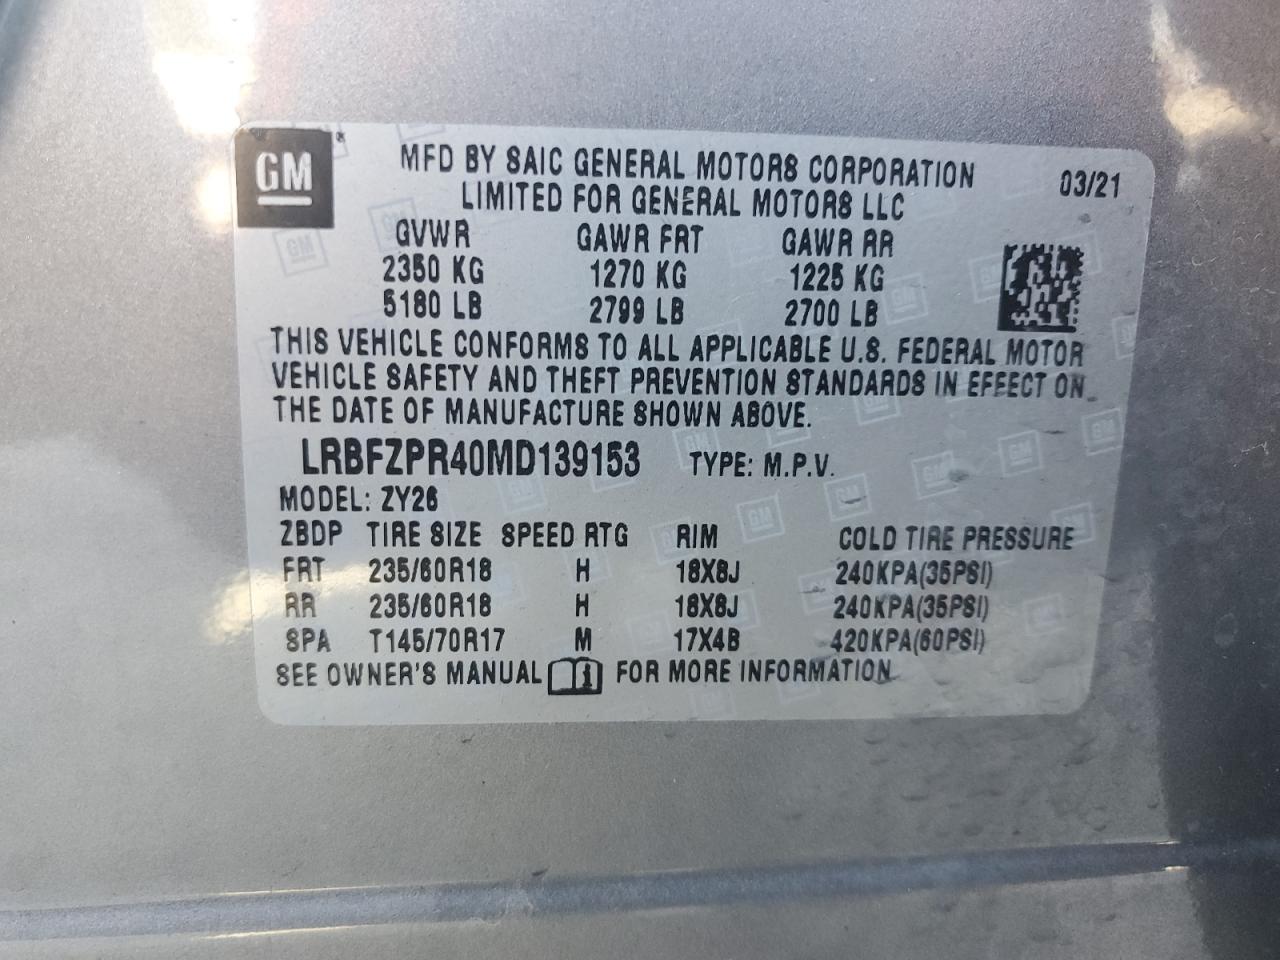 GM
MFD BY SAIC GENERAL MOTORS CORPORATION 03/21
LIMITED FOR GENERAL MOTORS LLC
GVWR GAWR FRT GAWR RR
2350 KG 1270 KG 1225 KG
5180 LB 2799 LB 2700 LB
THIS VEHICLE CONFORMS TO ALL APPLICABLE U.S. FEDERAL MOTOR
VEHICLE SAFETY AND THEFT PREVENTION STANDARDS IN EFFECT ON
THE DATE OF MANUFACTURE SHOWN ABOVE.
LRBFZPR40MD139153 TYPE: M.P.V.
MODEL: ZY26
ZBDP TIRE SIZE SPEED RTG RIM COLD TIRE PRESSURE
FRT 235/60R18 H 18X8J 240KPA(35PSI)
RR 235/60R18 H 18X8J 240KPA(35PSI)
SPA T145/70R17 M 17X4B 420KPA(60PSI)
SEE OWNER'S MANUAL FOR MORE INFORMATION